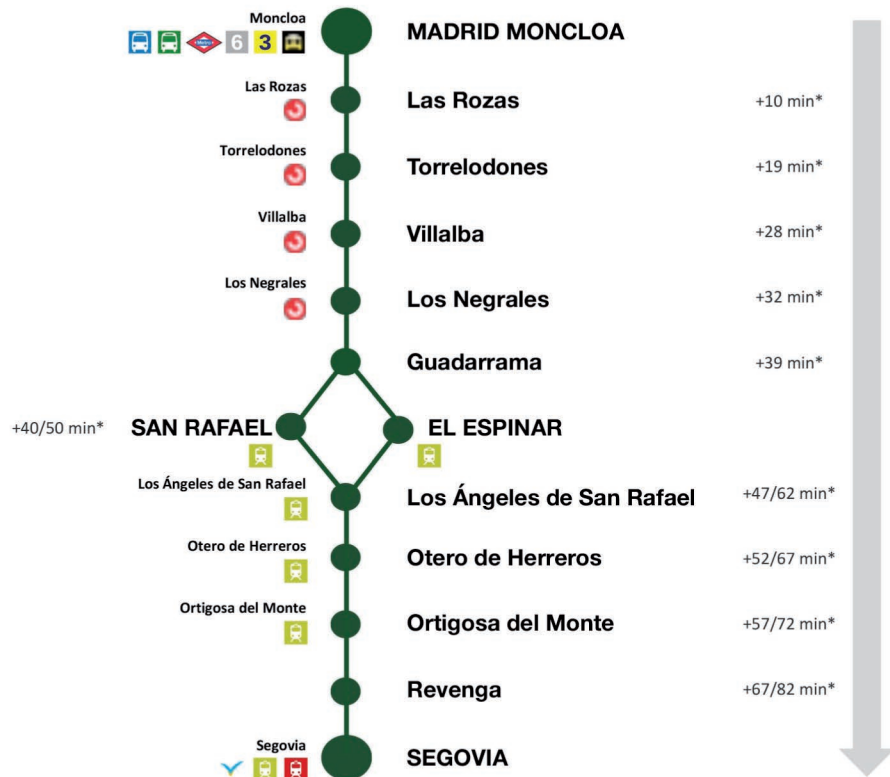 Moncloa
MADRID MONCLOA
Metro 6 3
Las Rozas
Las Rozas +10 min*
Torrelodones
Torrelodones +19 min*
Villalba
Villalba +28 min*
Los Negrales
Los Negrales +32 min*
Guadarrama +39 min*
+40/50 min* SAN RAFAEL EL ESPINAR
Los Ángeles de San Rafael
Los Ángeles de San Rafael +47/62 min*
Otero de Herreros
Otero de Herreros +52/67 min*
Ortigosa del Monte
Ortigosa del Monte +57/72 min*
Revenga +67/82 min*
Segovia
SEGOVIA